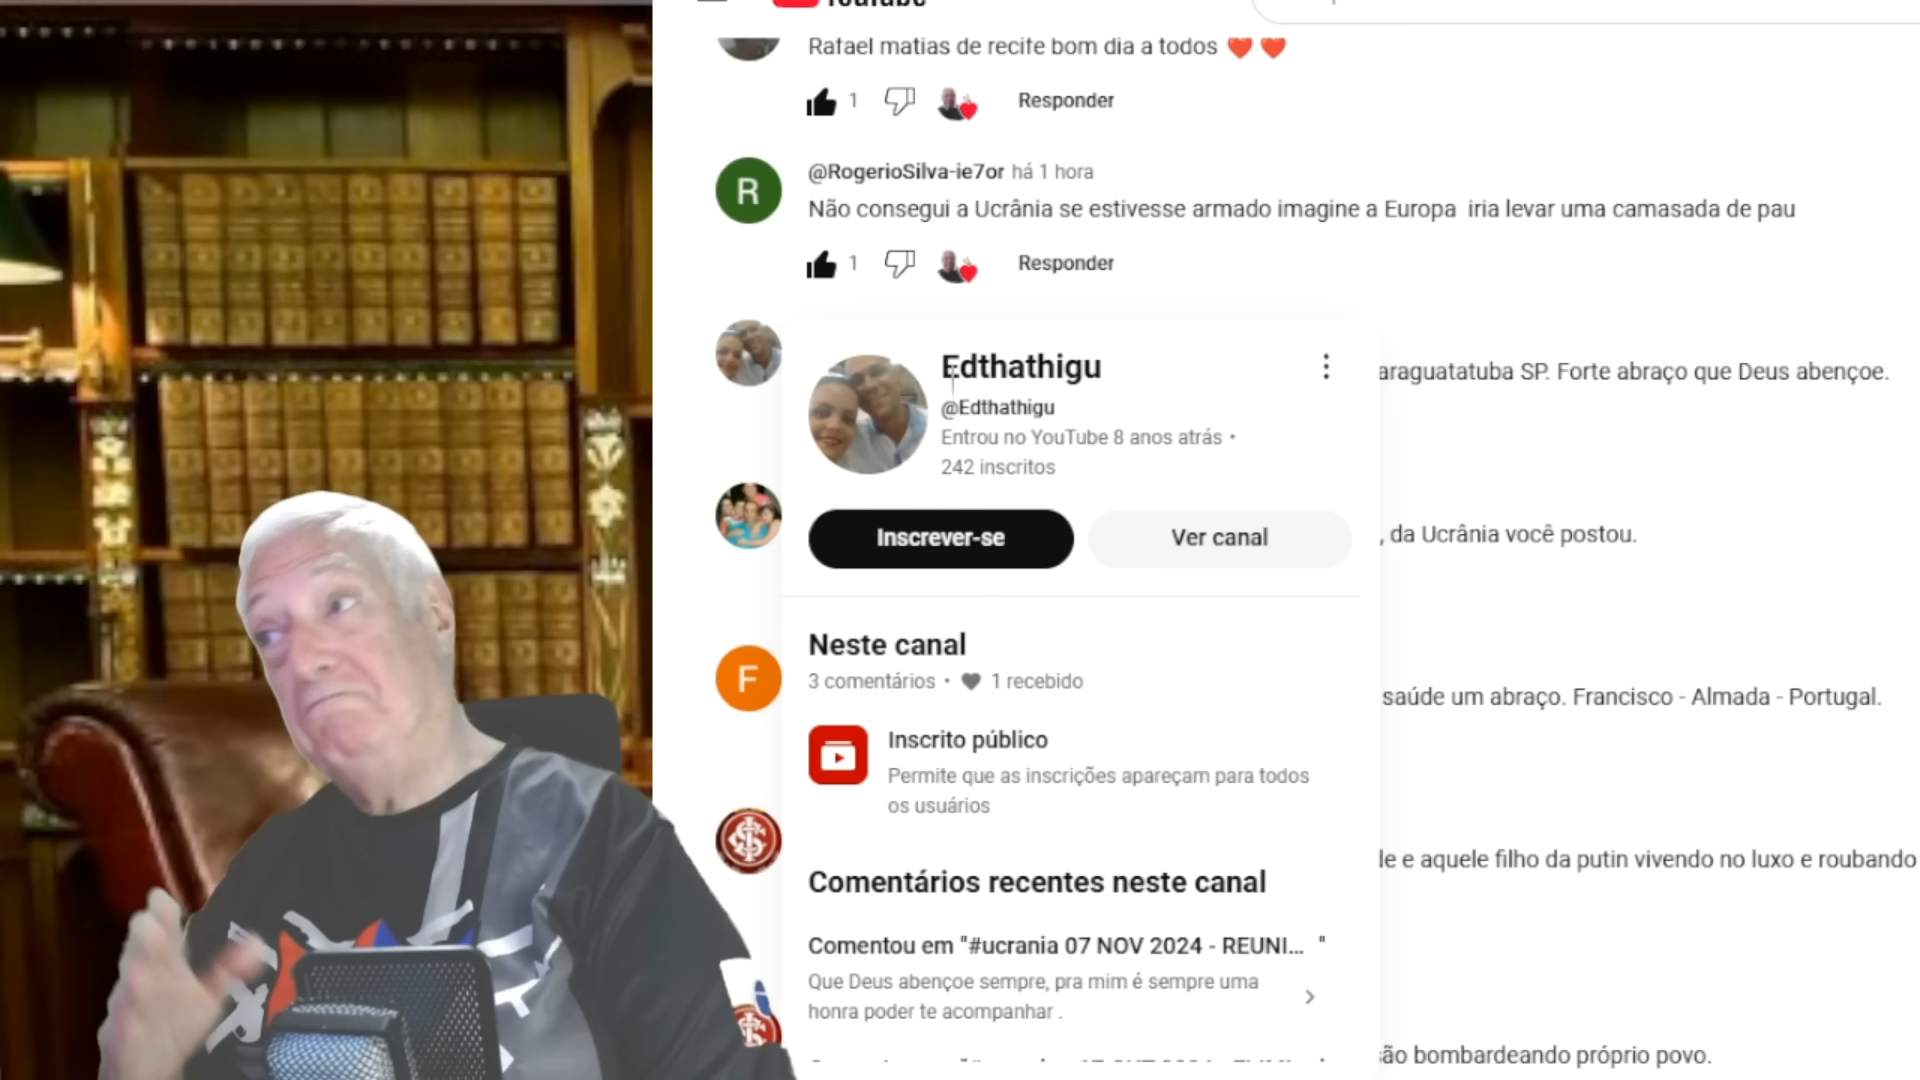 YouTube
Rafael matias de recife bom dia a todos
1
Responder
@RogerioSilva-ie7or há 1 hora
R
Não consegui a Ucrânia se estivesse armado imagine a Europa iria levar uma camasada de pau
1
Responder
Edthathigu
araguatatuba SP. Forte abraço que Deus abençoe.
@Edthathigu
Entrou no YouTube 8 anos atrás •
242 inscritos
Inscrever-se
Ver canal
, da Ucrânia você postou.
Neste canal
F
3 comentários • 1 recebido
saúde um abraço. Francisco - Almada - Portugal.
Inscrito público
Permite que as inscrições apareçam para todos
os usuários
le e aquele filho da putin vivendo no luxo e roubando
Comentários recentes neste canal
Comentou em "#ucrania 07 NOV 2024 - REUNI... "
Que Deus abençoe sempre, pra mim é sempre uma
honra poder te acompanhar .
são bombardeando próprio povo.